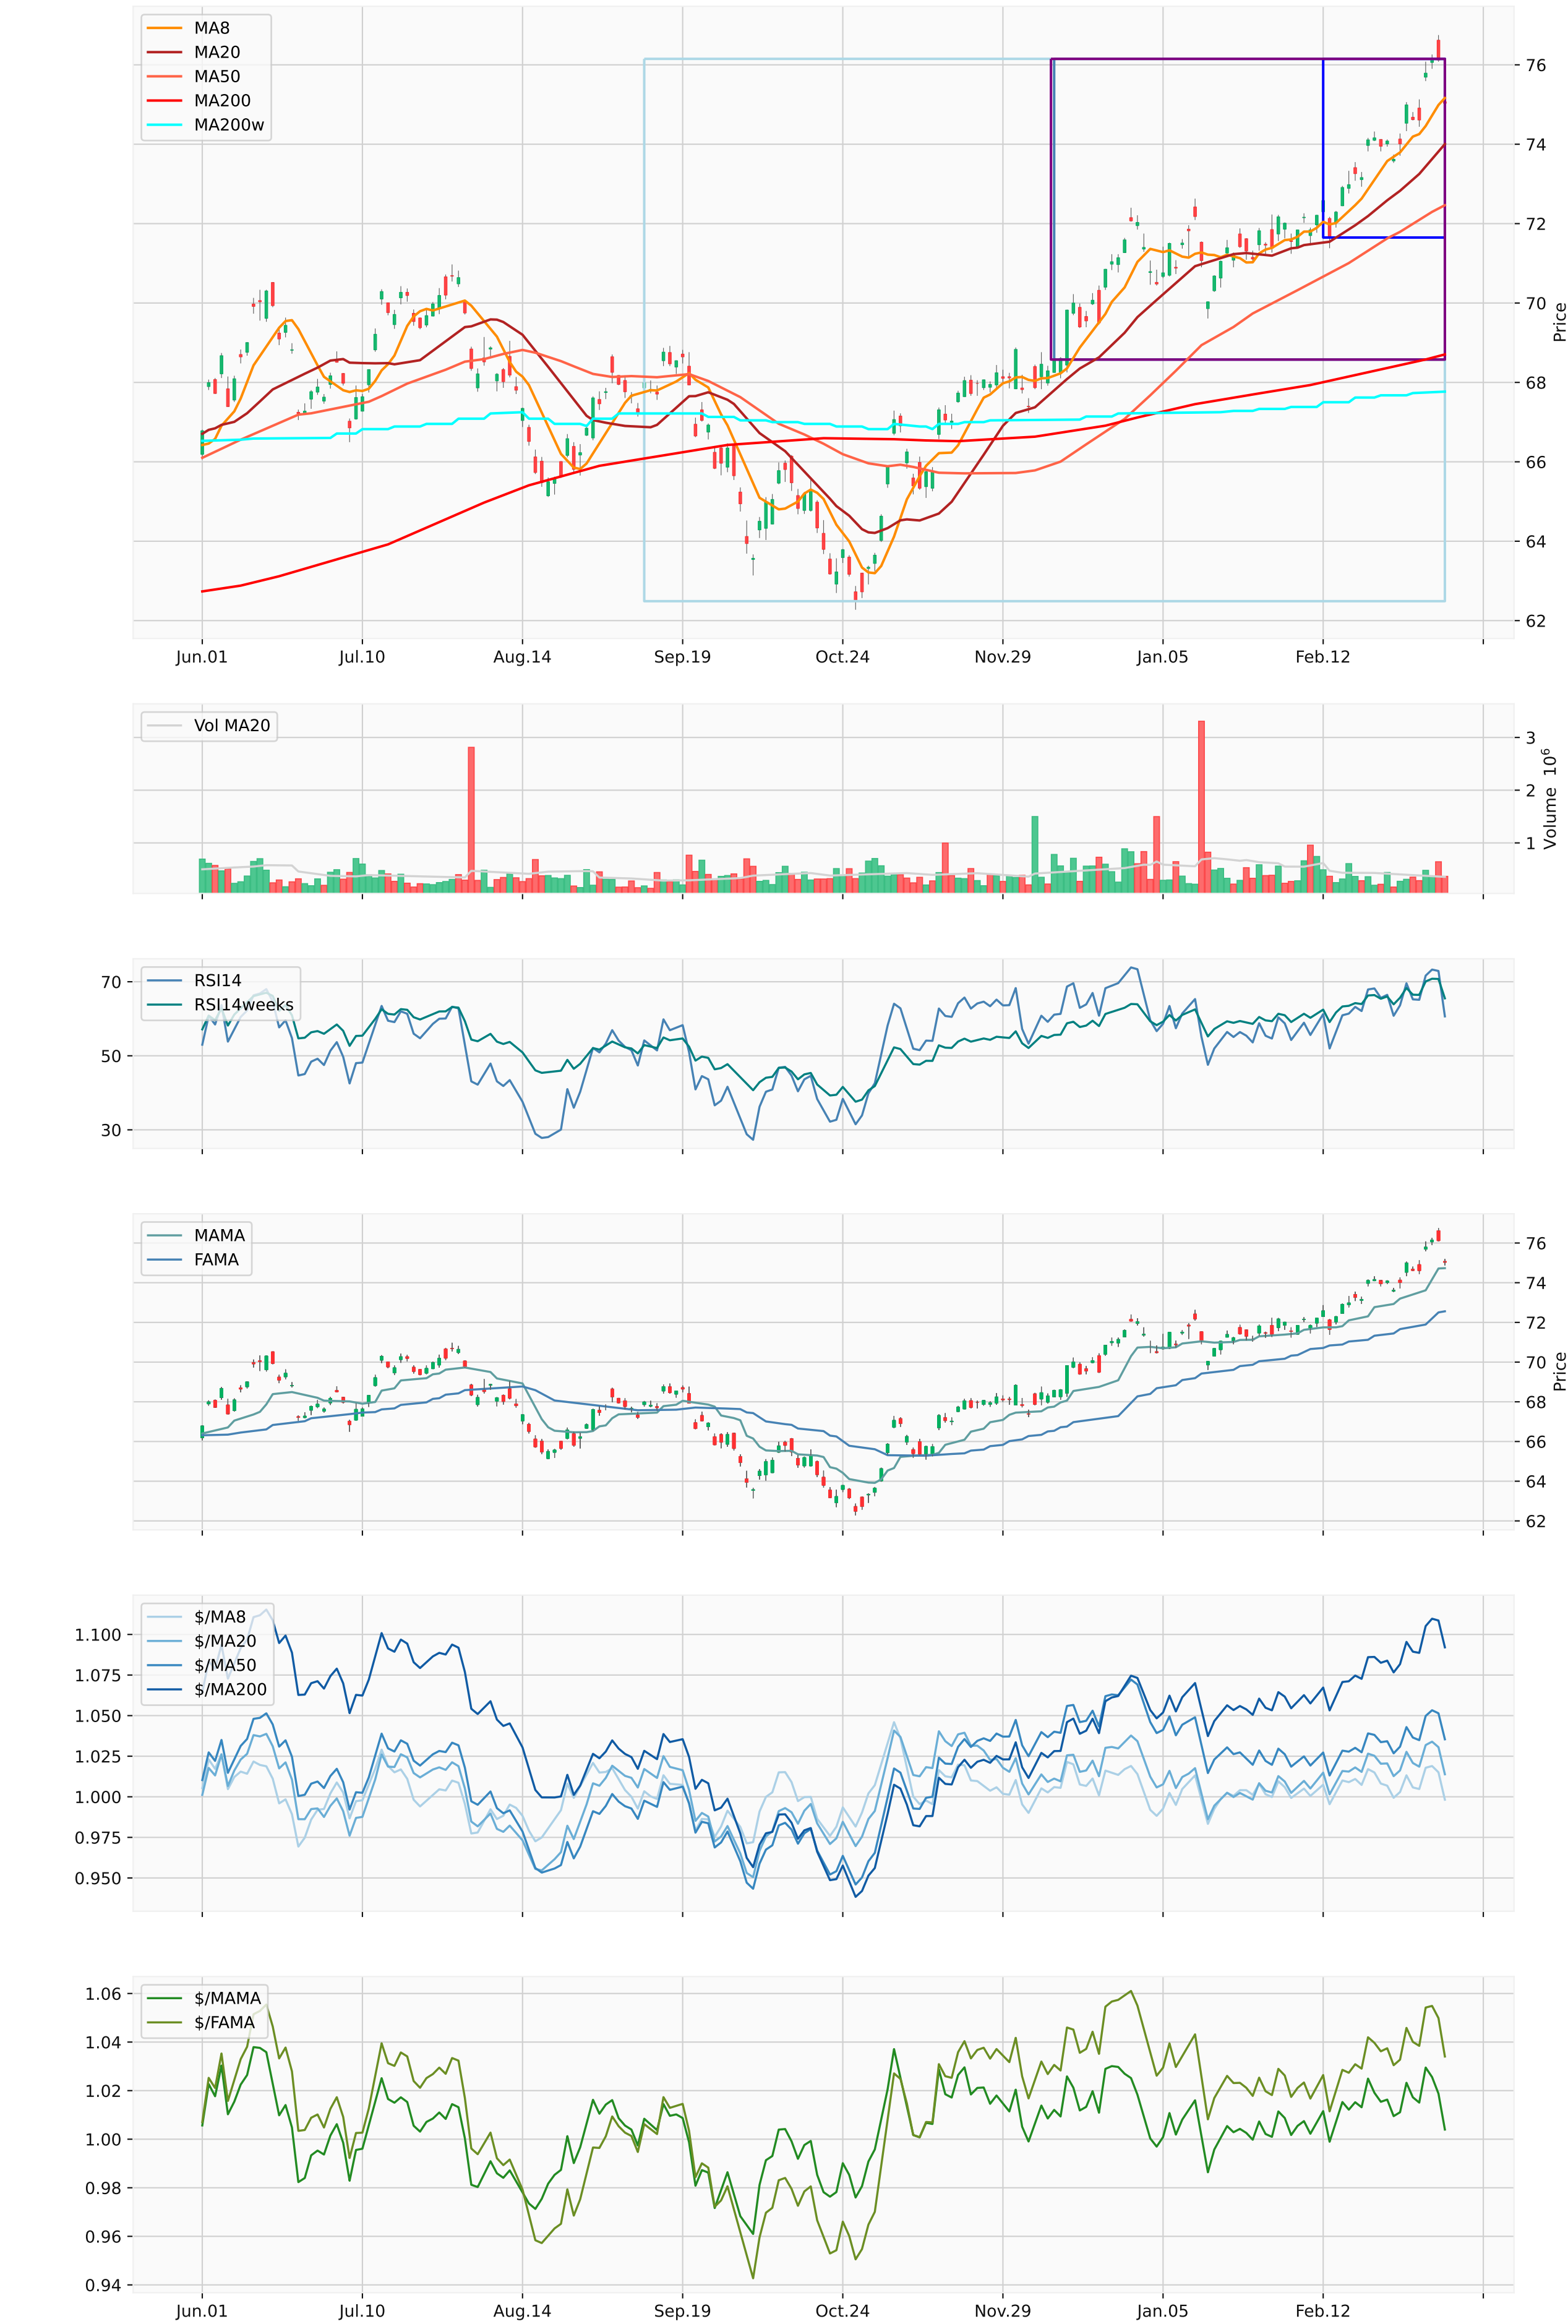 MA8
MA20
MA50
MA200
MA200w
76
74
72
70
68
66
64
62
Price
Jun.01 Jul.10 Aug.14 Sep.19 Oct.24 Nov.29 Jan.05 Feb.12
Vol MA20
3
2
1
Volume 10⁶
RSI14
RSI14weeks
70
50
30
MAMA
FAMA
76
74
72
70
68
66
64
62
Price
$/MA8
$/MA20
$/MA50
$/MA200
1.100
1.075
1.050
1.025
1.000
0.975
0.950
$/MAMA
$/FAMA
1.06
1.04
1.02
1.00
0.98
0.96
0.94
Jun.01 Jul.10 Aug.14 Sep.19 Oct.24 Nov.29 Jan.05 Feb.12